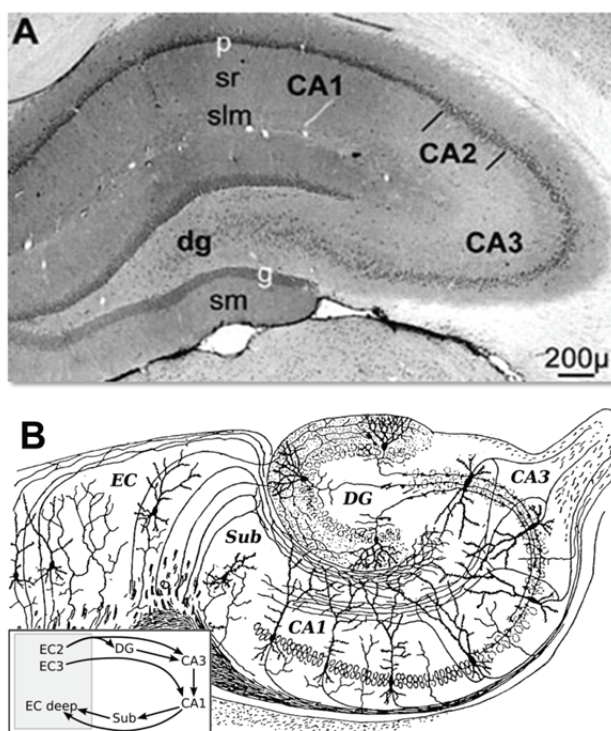 A
p
sr
CA1
slm
CA2
CA3
dg
g
sm
200µ
B
EC
CA3
DG
Sub
CA1
EC2
DG
EC3
CA3
EC deep
Sub
CA1